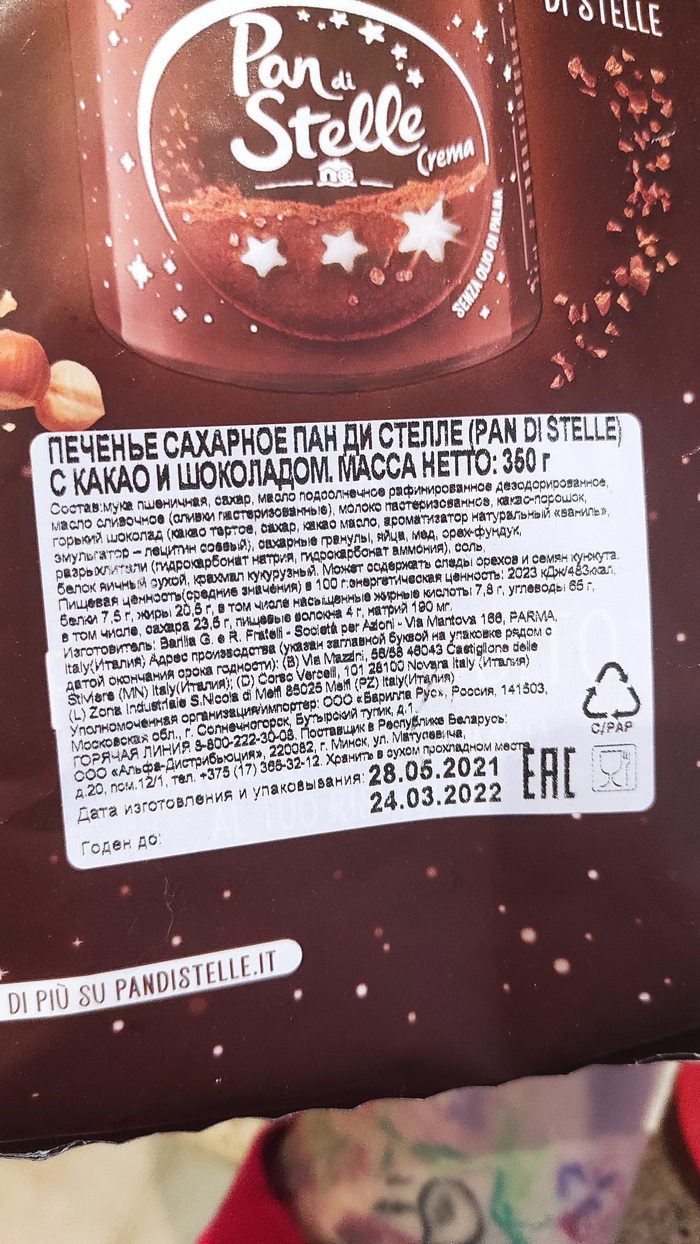 DI STELLE
Pan di
Stelle
Crema
SENZA OLIO DI PALMA
ПЕЧЕНЬЕ САХАРНОЕ ПАН ДИ СТЕЛЛЕ (PAN DI STELLE)
С КАКАО И ШОКОЛАДОМ. МАССА НЕТТО: 350 г
Состав: мука пшеничная, сахар, масло подсолнечное рафинированное дезодорированное,
масло сливочное (сливки пастеризованные), молоко пастеризованное, какао-порошок,
горький шоколад (какао тертое, сахар, какао масло, ароматизатор натуральный «ваниль»,
эмульгатор – лецитин соевый), сахарные гранулы, яйца, мед, орех-фундук,
разрыхлители (гидрокарбонат натрия, гидрокарбонат аммония), соль,
белок яичный сухой, крахмал кукурузный. Может содержать следы орехов и семян кунжута.
Пищевая ценность(средние значения) в 100 г:энергетическая ценность: 2023 кДж/483ккал,
белки 7,5 г, жиры 20,5 г, в том числе насыщенные жирные кислоты 7,8 г, углеводы 65 г,
в том числе, сахара 23,5 г, пищевые волокна 4 г, натрий 190 мг.
Изготовитель: Barilla G. e R. Fratelli - Società per Azioni - Via Mantova 166, PARMA,
Italy(Италия) Адрес производства (указан заглавной буквой на упаковке рядом с
датой окончания срока годности): (B) Via Mazzini, 56/58 46043 Castiglione delle
Stiviere (MN) Italy(Италия); (D) Corso Vercelli, 101 28100 Novara Italy (Италия)
(L) Zona Industriale S.Nicola di Melfi 85025 Melfi (PZ) Italy(Италия)
Уполномоченная организация/импортер: ООО «Барилла Рус», Россия, 141503,
Московская обл., г. Солнечногорск, Бутырский тупик, д.1.
ГОРЯЧАЯ ЛИНИЯ 8-800-222-30-08. Поставщик в Республике Беларусь:
ООО «Альфа-Дистрибьюция», 220082, г. Минск, ул. Матусевича,
д.20, пом.12/1, тел. +375 (17) 366-32-12. Хранить в сухом прохладном месте
Дата изготовления и упаковывания: 28.05.2021
24.03.2022
Годен до:
C/PAP
EAC
DI PIÙ SU PANDISTELLE.IT